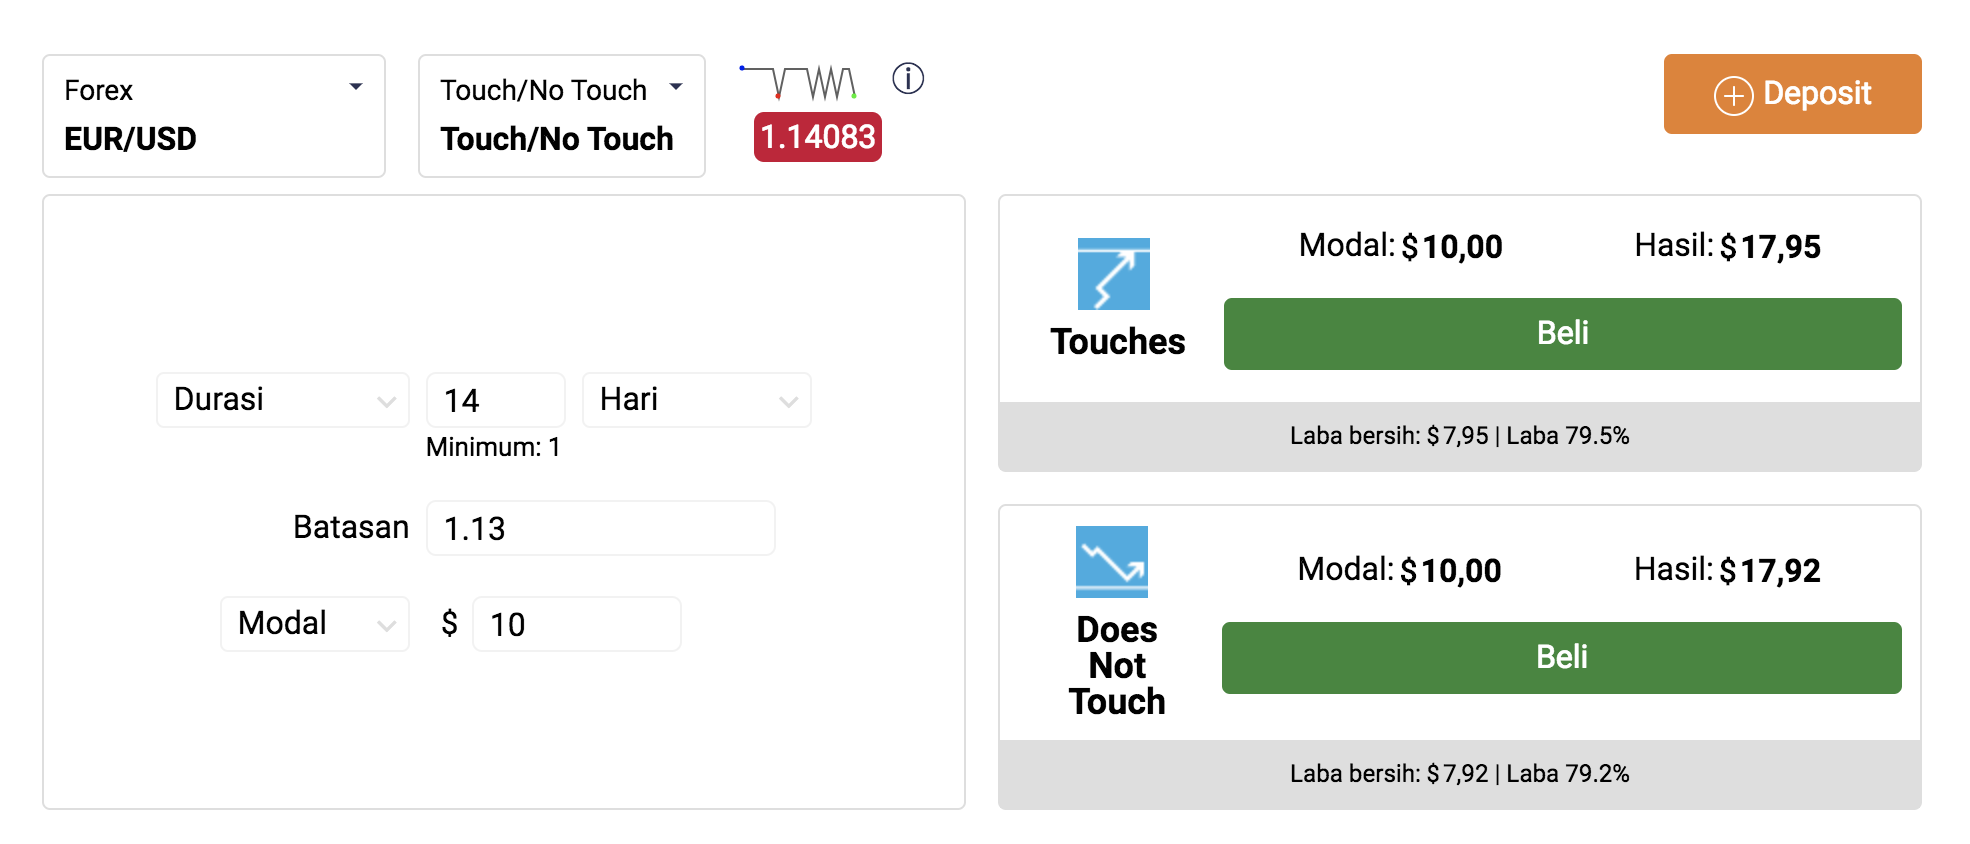 Forex
EUR/USD
Touch/No Touch
Touch/No Touch
1.14083
Deposit
Durasi 14 Hari
Minimum: 1
Batasan 1.13
Modal $ 10
Touches
Modal: $ 10,00 Hasil: $ 17,95
Beli
Laba bersih: $ 7,95 | Laba 79.5%
Does
Not
Touch
Modal: $ 10,00 Hasil: $ 17,92
Beli
Laba bersih: $ 7,92 | Laba 79.2%